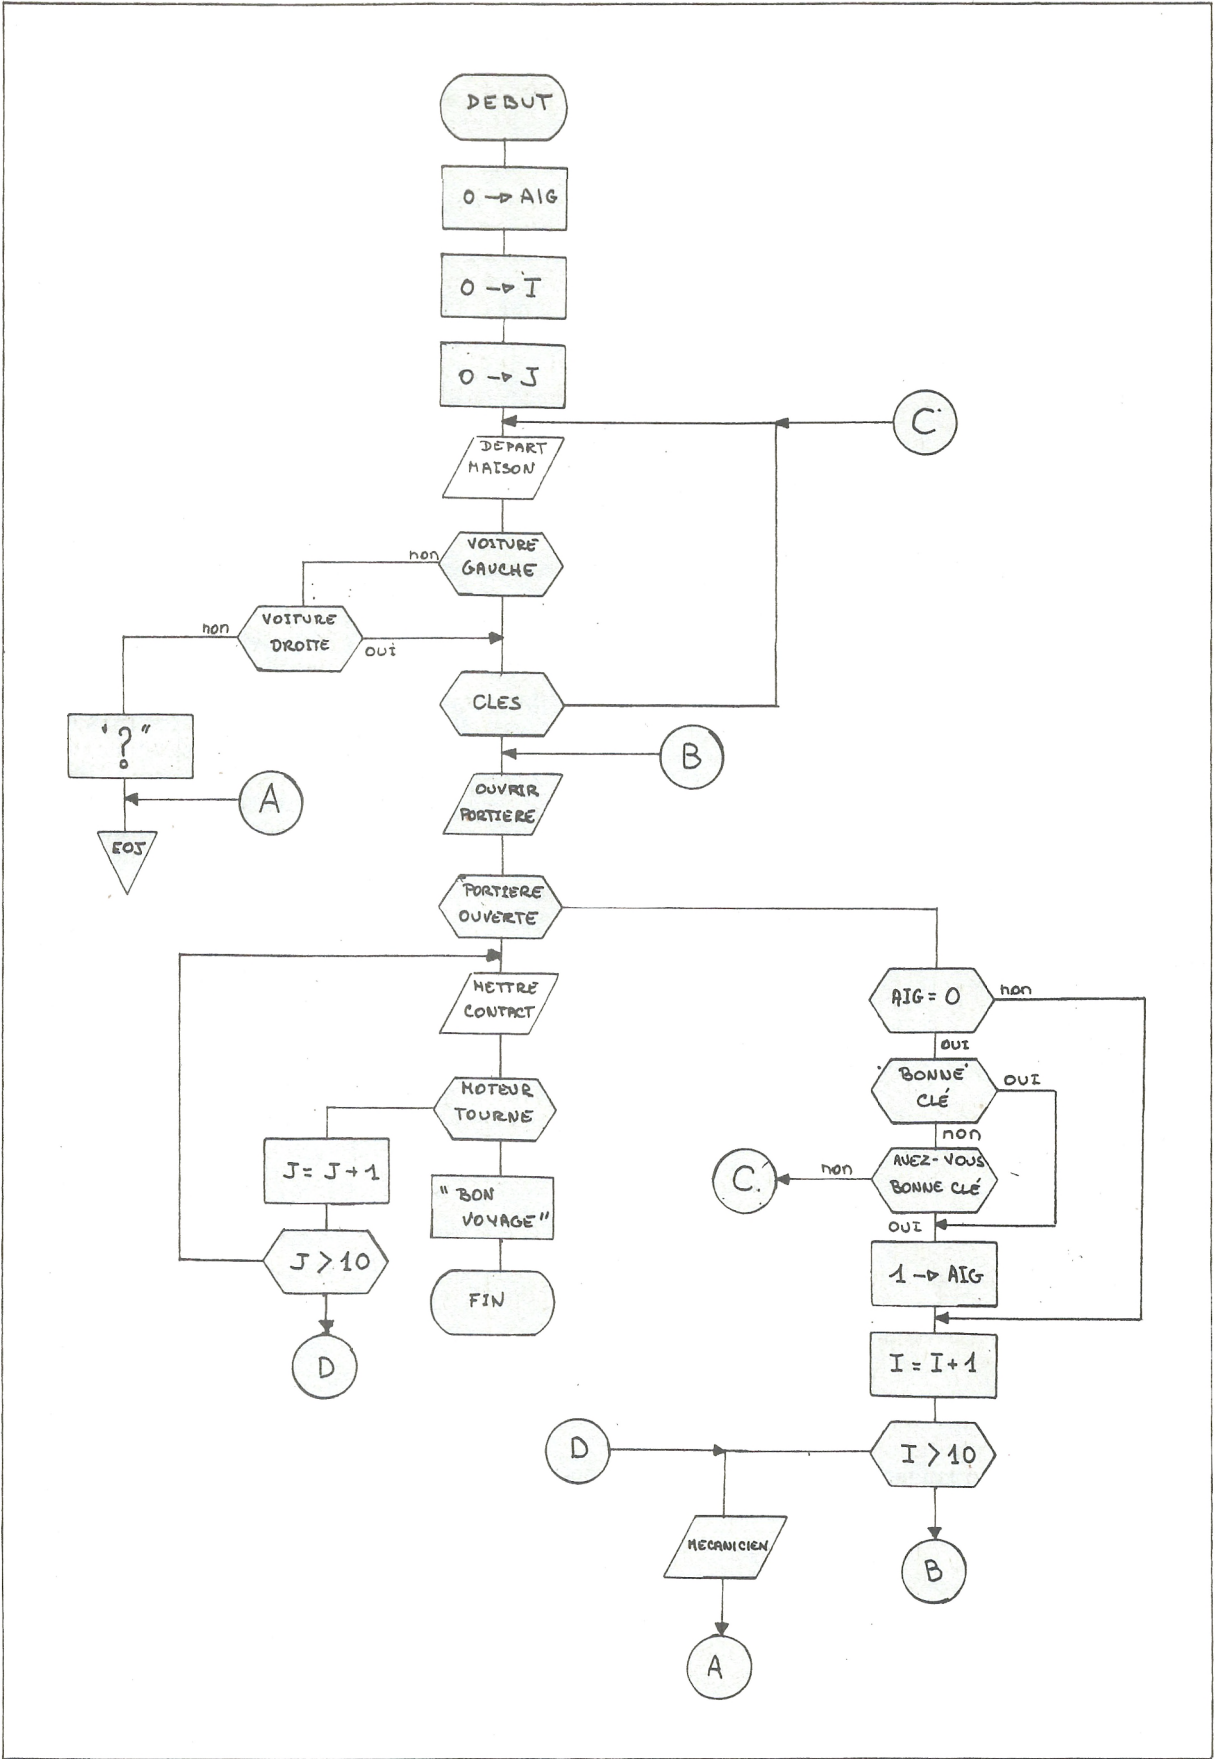 DEBUT
0 → AIG
0 → I
0 → J
C
DEPART
MAISON
VOITURE
GAUCHE
non
VOITURE
DROITE
non
OUI
CLES
"?"
B
A
OUVRIR
PORTIERE
EOJ
PORTIERE
OUVERTE
METTRE
CONTACT
AIG = 0
non
OUI
BONNE
CLÉ
OUI
non
MOTEUR
TOURNE
J = J + 1
AVEZ-VOUS
BONNE CLÉ
non
C
OUI
"BON
VOYAGE"
J > 10
1 → AIG
FIN
D
I = I + 1
D
I > 10
MECANICIEN
B
A